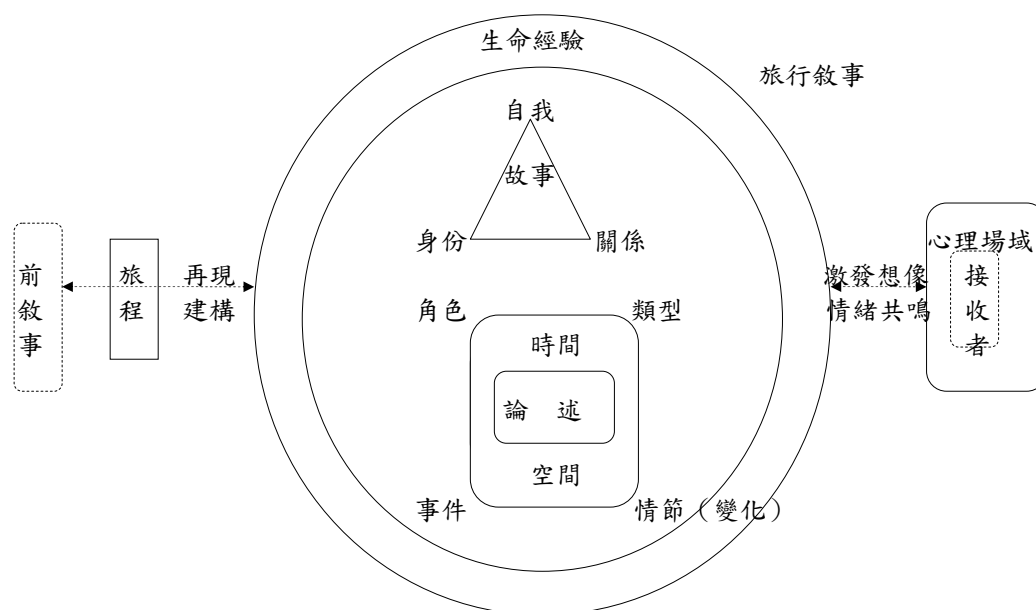 生命經驗
旅行敘事
自我
故事
身份
關係
前敘事
旅程
再現
建構
角色
類型
時間
論 述
空間
事件
情節（變化）
激發想像
情緒共鳴
心理場域
接收者